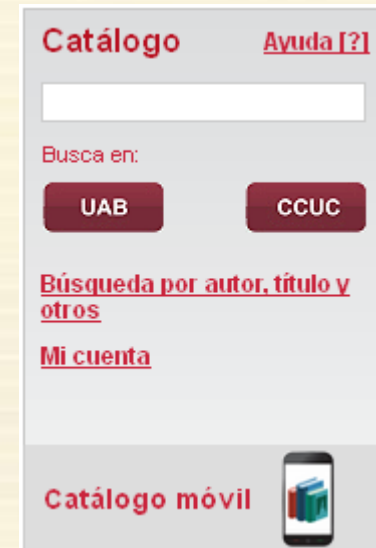 Catálogo Ayuda [?]
Busca en:
UAB CCUC
Búsqueda por autor, título y
otros
Mi cuenta
Catálogo móvil